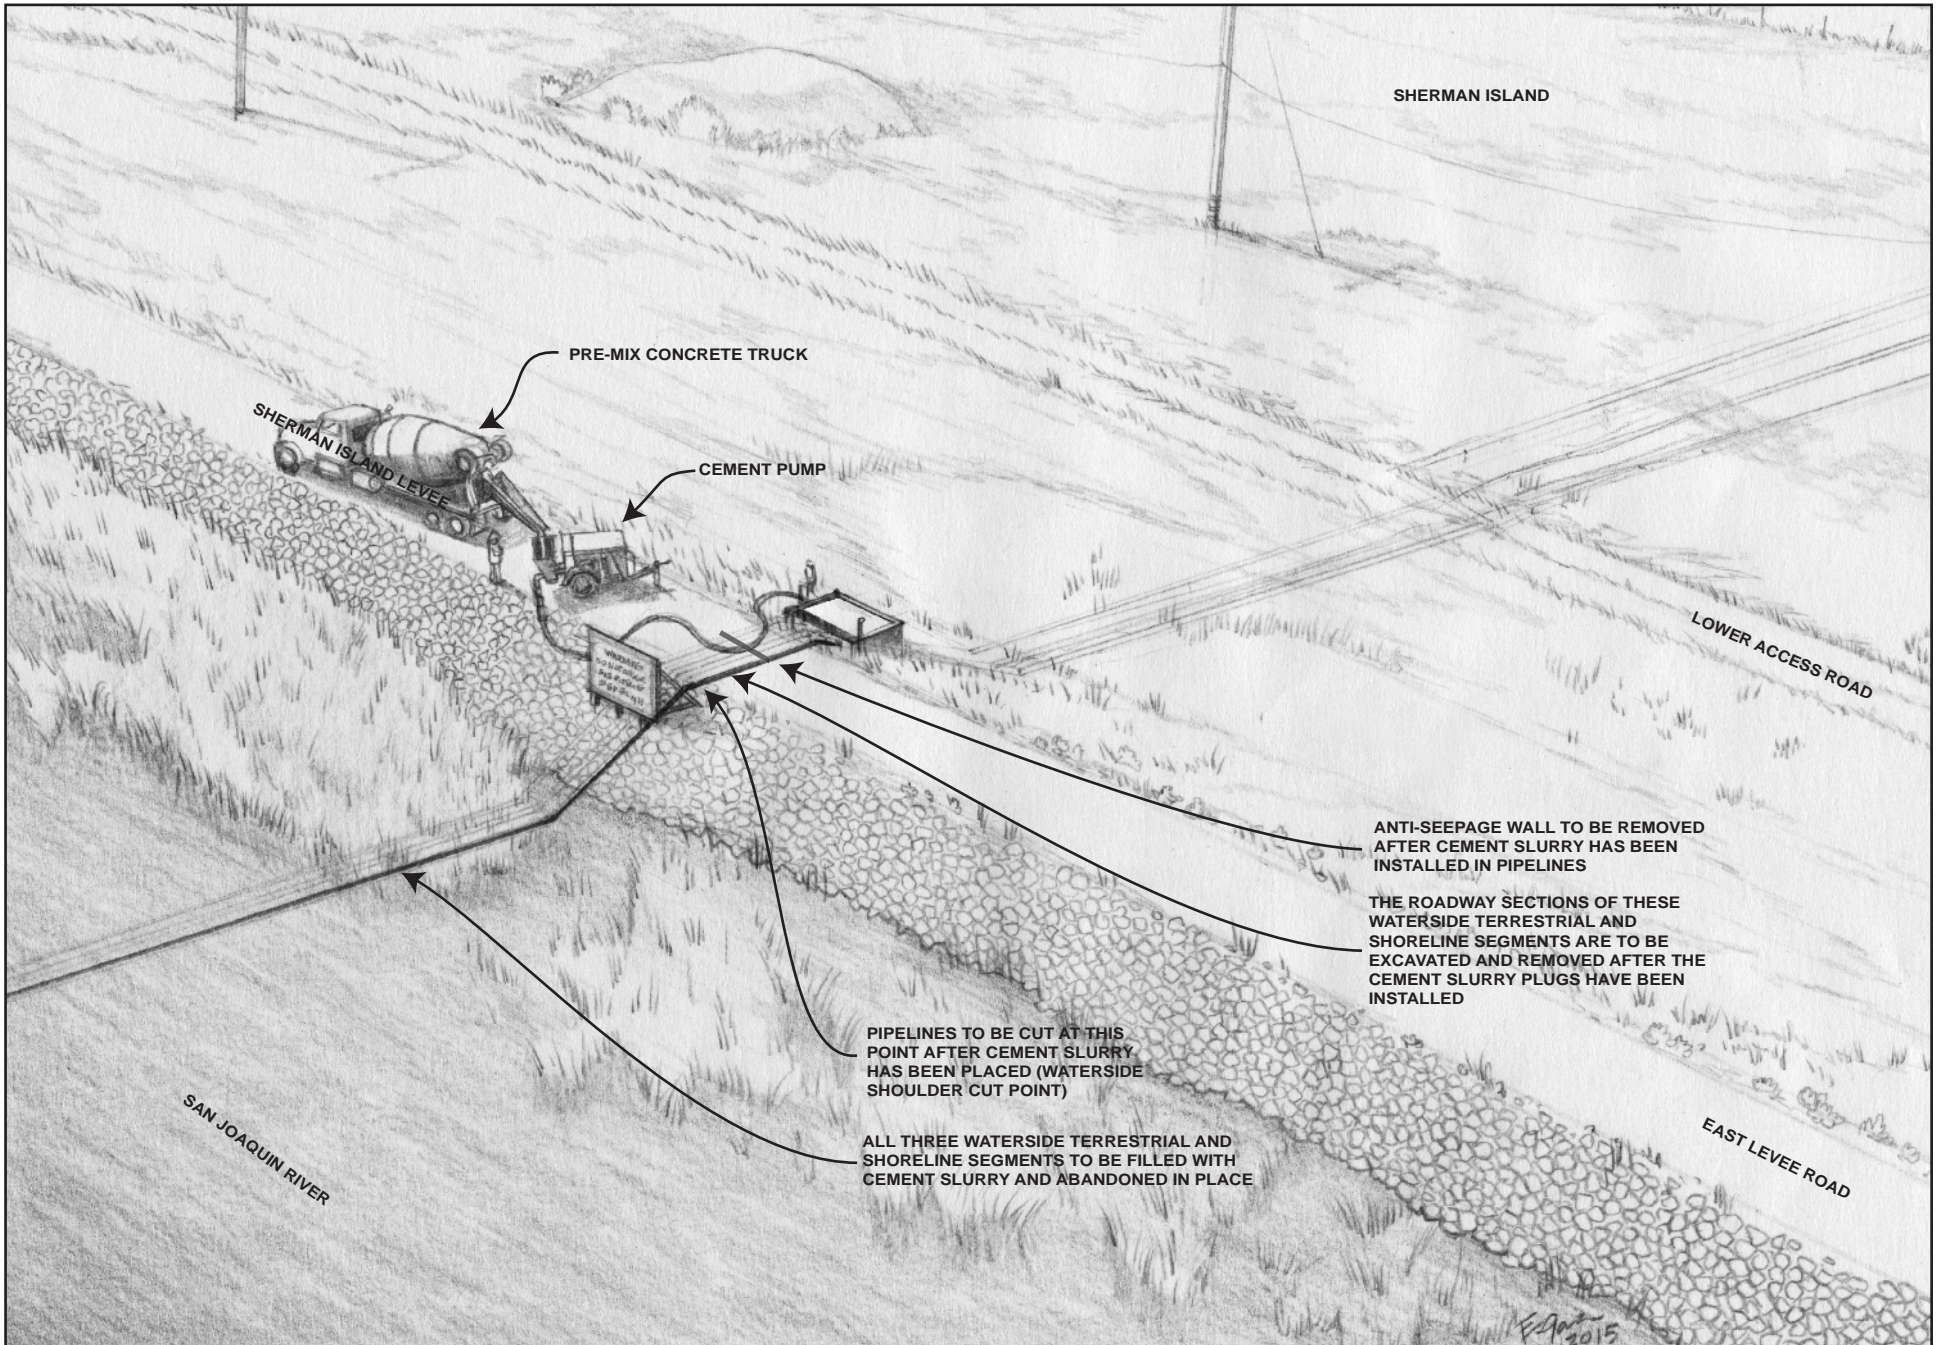 SHERMAN ISLAND
PRE-MIX CONCRETE TRUCK
SHERMAN ISLAND LEVEE
CEMENT PUMP
LOWER ACCESS ROAD
ANTI-SEEPAGE WALL TO BE REMOVED
AFTER CEMENT SLURRY HAS BEEN
INSTALLED IN PIPELINES
THE ROADWAY SECTIONS OF THESE
WATERSIDE TERRESTRIAL AND
SHORELINE SEGMENTS ARE TO BE
EXCAVATED AND REMOVED AFTER THE
CEMENT SLURRY PLUGS HAVE BEEN
INSTALLED
PIPELINES TO BE CUT AT THIS
POINT AFTER CEMENT SLURRY
HAS BEEN PLACED (WATERSIDE
SHOULDER CUT POINT)
ALL THREE WATERSIDE TERRESTRIAL AND
SHORELINE SEGMENTS TO BE FILLED WITH
CEMENT SLURRY AND ABANDONED IN PLACE
SAN JOAQUIN RIVER
EAST LEVEE ROAD
2015